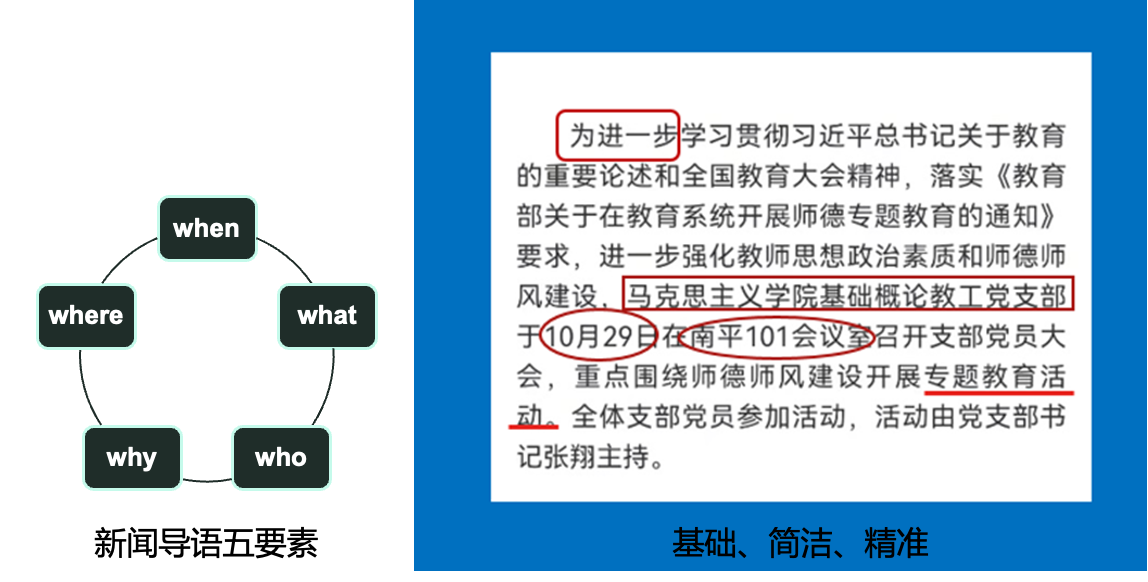 when
where
what
why
who
新闻导语五要素
为进一步学习贯彻习近平总书记关于教育
的重要论述和全国教育大会精神，落实《教育
部关于在教育系统开展师德专题教育的通知》
要求，进一步强化教师思想政治素质和师德师
风建设，马克思主义学院基础概论教工党支部
于10月29日在南平101会议室召开支部党员大
会，重点围绕师德师风建设开展专题教育活
动。全体支部党员参加活动，活动由党支部书
记张翔主持。
基础、简洁、精准